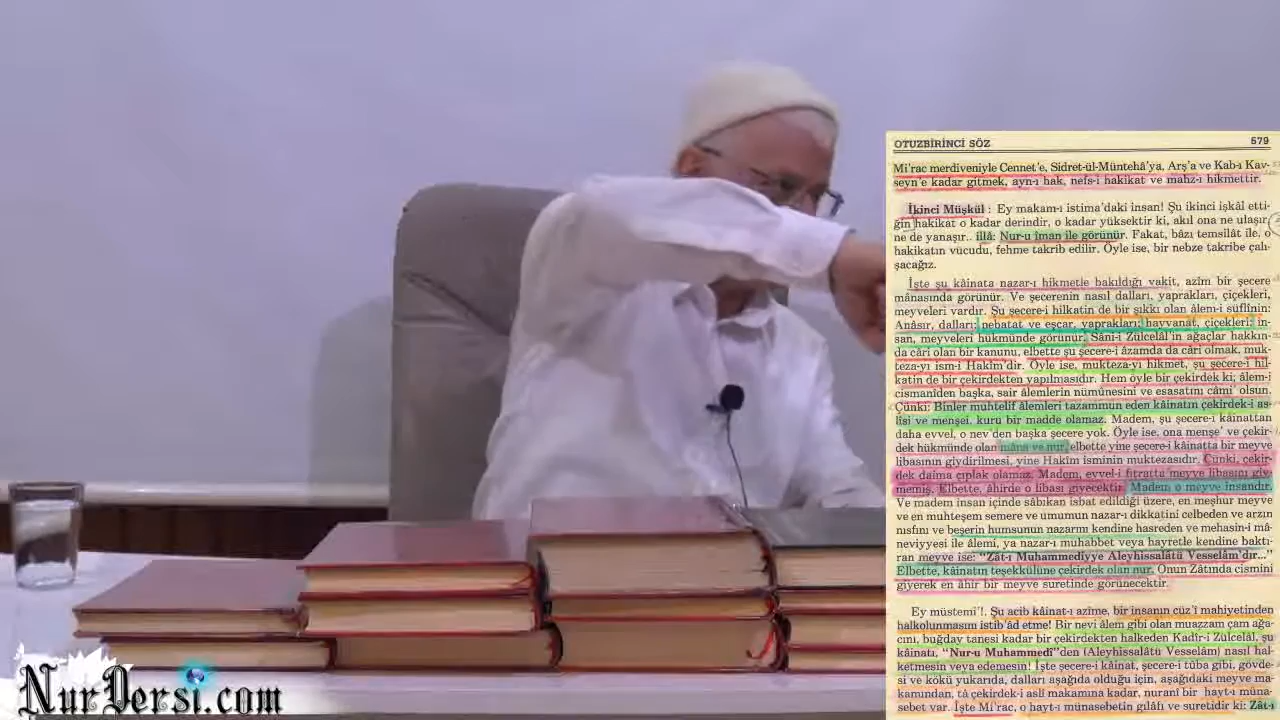 OTUZBİRİNCİ SÖZ 579
Mi'rac merdiveniyle Cennet'e, Sidret-ül-Müntehâ'ya, Arş'a ve Kab-ı Kav-
seyn'e kadar gitmek, ayn-ı hak, nefs-i hakikat ve mahz-ı hikmettir.
İkinci Müşkül : Ey makam-ı istima'daki insan! Şu ikinci işkâl etti-
ğin hakikat o kadar derindir, o kadar yüksektir ki, akıl ona ne ulaşır,
ne de yanaşır.. illâ: Nur-u îman ile görünür. Fakat, bâzı temsilât ile, o
hakikatın vücudu, fehme takrib edilir. Öyle ise, bir nebze takribe çalı-
şacağız.
İşte şu kâinata nazar-ı hikmetle bakıldığı vakit, azîm bir şecere
mânasında görünür. Ve şecerenin nasıl dalları, yaprakları, çiçekleri,
meyveleri vardır. Şu şecere-i hilkatin de bir şıkkı olan âlem-i süflînin:
Anâsır, dalları; nebatat ve eşcar, yaprakları; hayvanat, çiçekleri; in-
san, meyveleri hükmünde görünür. Sâni-i Zülcelâl'in ağaçlar hakkın-
da cârî olan bir kanunu, elbette şu şecere-i âzamda da cârî olmak, muk-
teza-yı ism-i Hakîm'dir. Öyle ise, mukteza-yı hikmet, şu şecere-i hil-
katin de bir çekirdekten yapılmasıdır. Hem öyle bir çekirdek ki; âlem-i
cismanîden başka, sair âlemlerin nümûnesini ve esasatını câmi' olsun.
Çünki: Binler muhtelif âlemleri tazammun eden kâinatın çekirdek-i as-
lîsi ve menşei, kuru bir madde olamaz. Madem, şu şecere-i kâinattan
daha evvel, o nev'den başka şecere yok. Öyle ise, ona menşe' ve çekir-
dek hükmünde olan mâna ve nur, elbette yine şecere-i kâinatta bir meyve
libasının giydirilmesi, yine Hakîm isminin muktezasıdır. Çünki, çekir-
dek daima çıplak olamaz. Madem, evvel-i fıtratta meyve libasını giy-
memiş. Elbette, âhirde o libası giyecektir. Madem o meyve insandır.
Ve madem insan içinde sâbıkan isbat edildiği üzere, en meşhur meyve
ve en muhteşem semere ve umumun nazar-ı dikkatini celbeden ve arzın
nısfını ve beşerin humsunun nazarını kendine hasreden ve mehasin-i mâ-
neviyyesi ile âlemi, ya nazar-ı muhabbet veya hayretle kendine baktı-
ran meyve ise: "Zât-ı Muhammediyye Aleyhissalâtü Vesselâm'dır..."
Elbette, kâinatın teşekkülüne çekirdek olan nur, Onun Zâtında cismini
giyerek en âhir bir meyve suretinde görünecektir.
Ey müstemi'!. Şu acib kâinat-ı azîme, bir insanın cüz'î mahiyetinden
halkolunmasını istib'âd etme! Bir nevi âlem gibi olan muazzam çam ağa-
cını, buğday tanesi kadar bir çekirdekten halkeden Kadîr-i Zülcelâl, şu
kâinatı, "Nur-u Muhammedî"den (Aleyhissalâtü Vesselâm) nasıl hal-
ketmesin veya edemesin! İşte şecere-i kâinat, şecere-i tûba gibi, gövde-
si ve kökü yukarıda, dalları aşağıda olduğu için, aşağıdaki meyve ma-
kamından, tâ çekirdek-i aslî makamına kadar, nuranî bir hayt-ı müna-
sebet var. İşte Mi'rac, o hayt-ı münasebetin gılâfı ve suretidir ki: Zât-ı
NurDersi.com